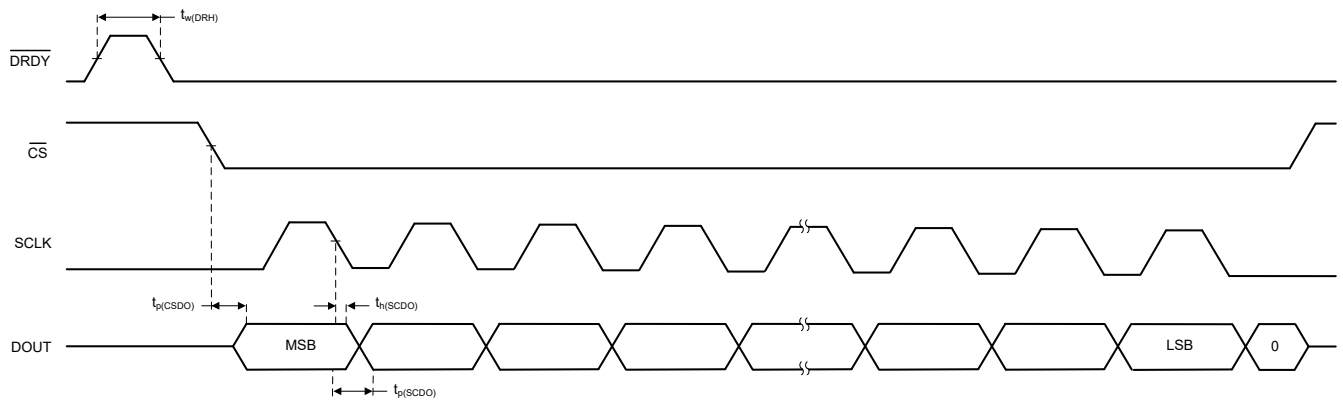 t_w(DRH)
DRDY
CS
SCLK
t_p(CSDO)
t_h(SCDO)
DOUT
MSB
LSB
0
t_p(SCDO)